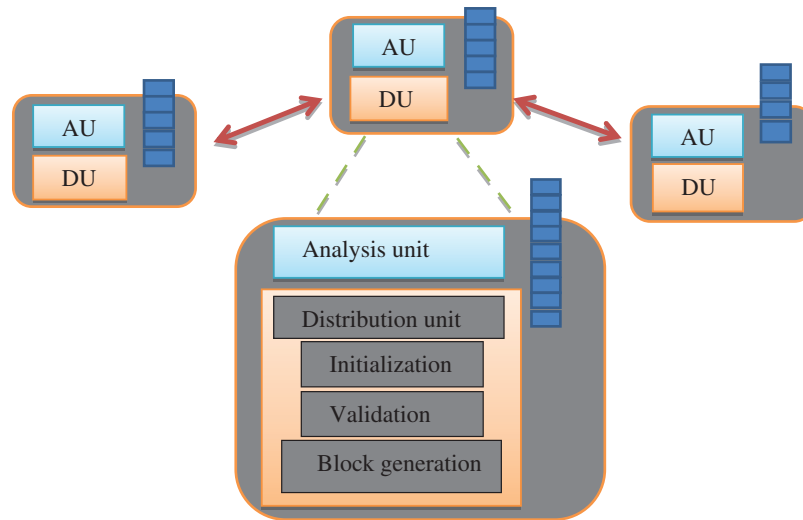 AU
DU
AU
DU
AU
DU
Analysis unit
Distribution unit
Initialization
Validation
Block generation